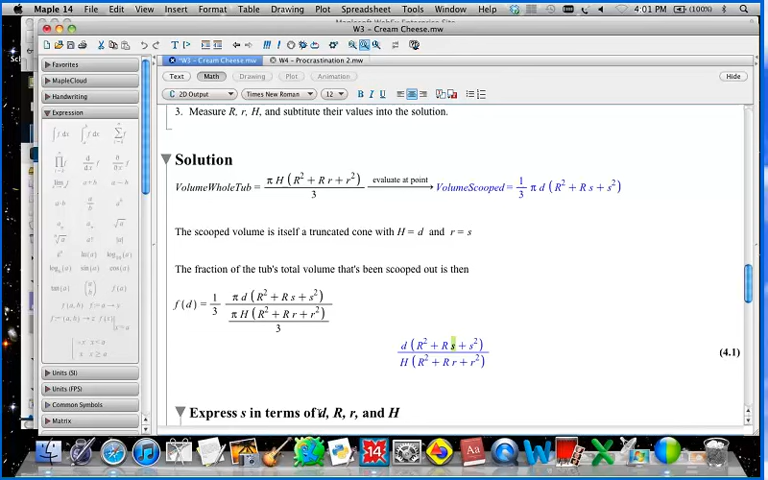 Maple 14 File Edit View Insert Format Table Drawing Plot Spreadsheet Tools Window Help 4:01 PM (100%)
W3 – Cream Cheese.mw
*W3 – Cream Cheese.mw W4 – Procrastination 2.mw
Favorites
MapleCloud
Handwriting
Expression
Text Math Drawing Plot Animation Hide
2D Output Times New Roman 12 B I U
3. Measure R, r, H, and subtitute their values into the solution.
Solution
VolumeWholeTub = π H (R² + R r + r²) / 3 evaluate at point → VolumeScooped = 1/3 π d (R² + R s + s²)
The scooped volume is itself a truncated cone with H = d and r = s
The fraction of the tub's total volume that's been scooped out is then
f(d) = 1/3 π d (R² + R s + s²) / (π H (R² + R r + r²) / 3)
d (R² + R s + s²) / H (R² + R r + r²) (4.1)
Express s in terms of d, R, r, and H
Units (SI)
Units (FPS)
Common Symbols
Matrix